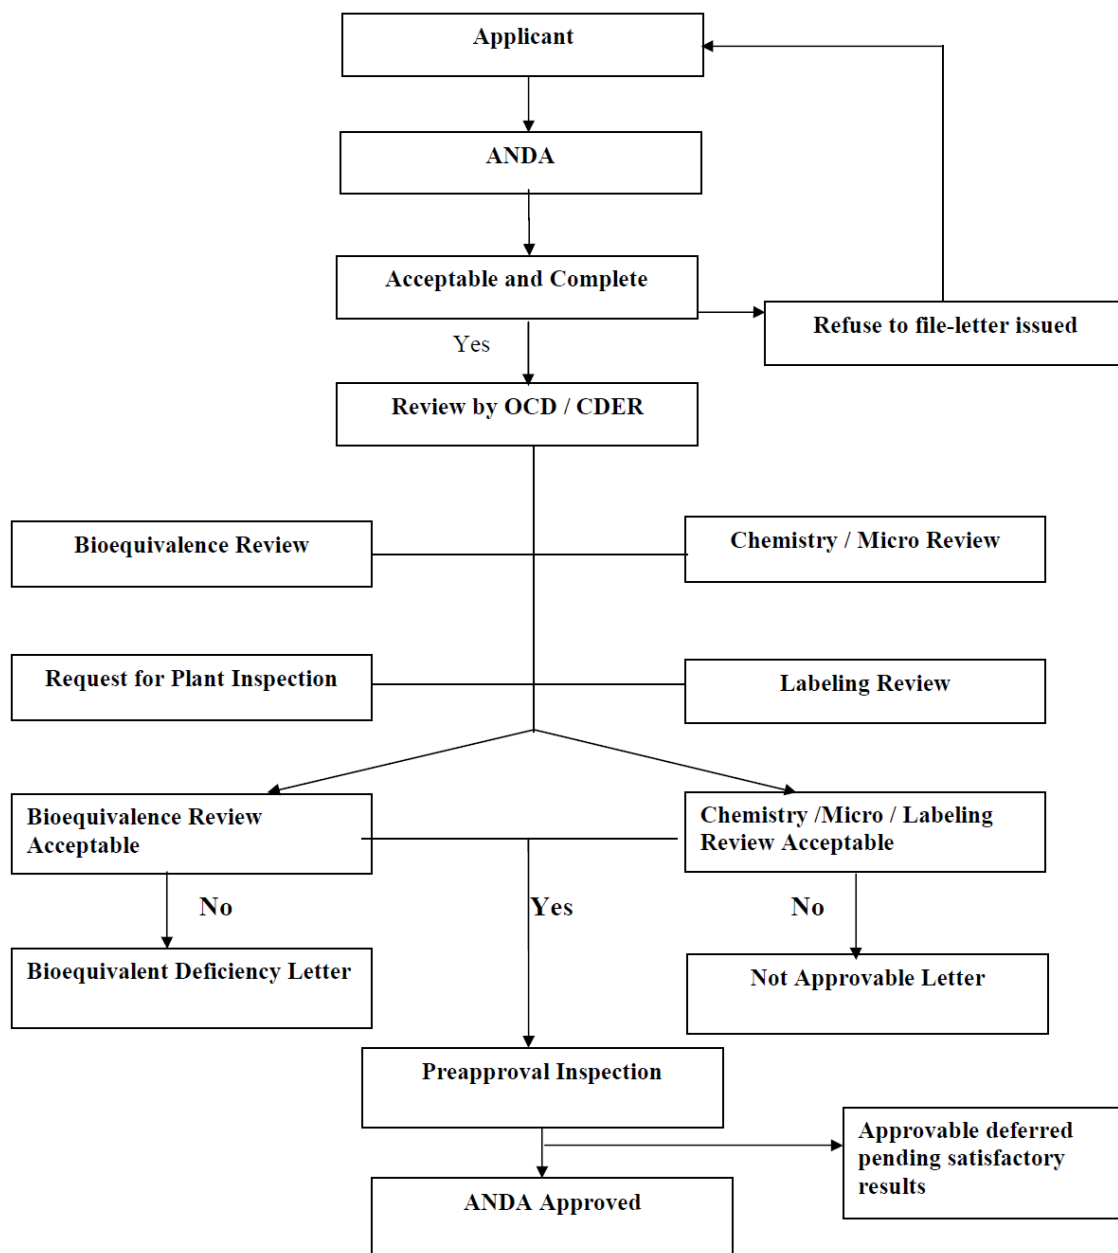 Applicant
ANDA
Acceptable and Complete
Refuse to file-letter issued
Yes
Review by OCD / CDER
Bioequivalence Review
Chemistry / Micro Review
Request for Plant Inspection
Labeling Review
Bioequivalence Review
Acceptable
Chemistry /Micro / Labeling
Review Acceptable
No
Yes
No
Bioequivalent Deficiency Letter
Not Approvable Letter
Preapproval Inspection
Approvable deferred
pending satisfactory
results
ANDA Approved